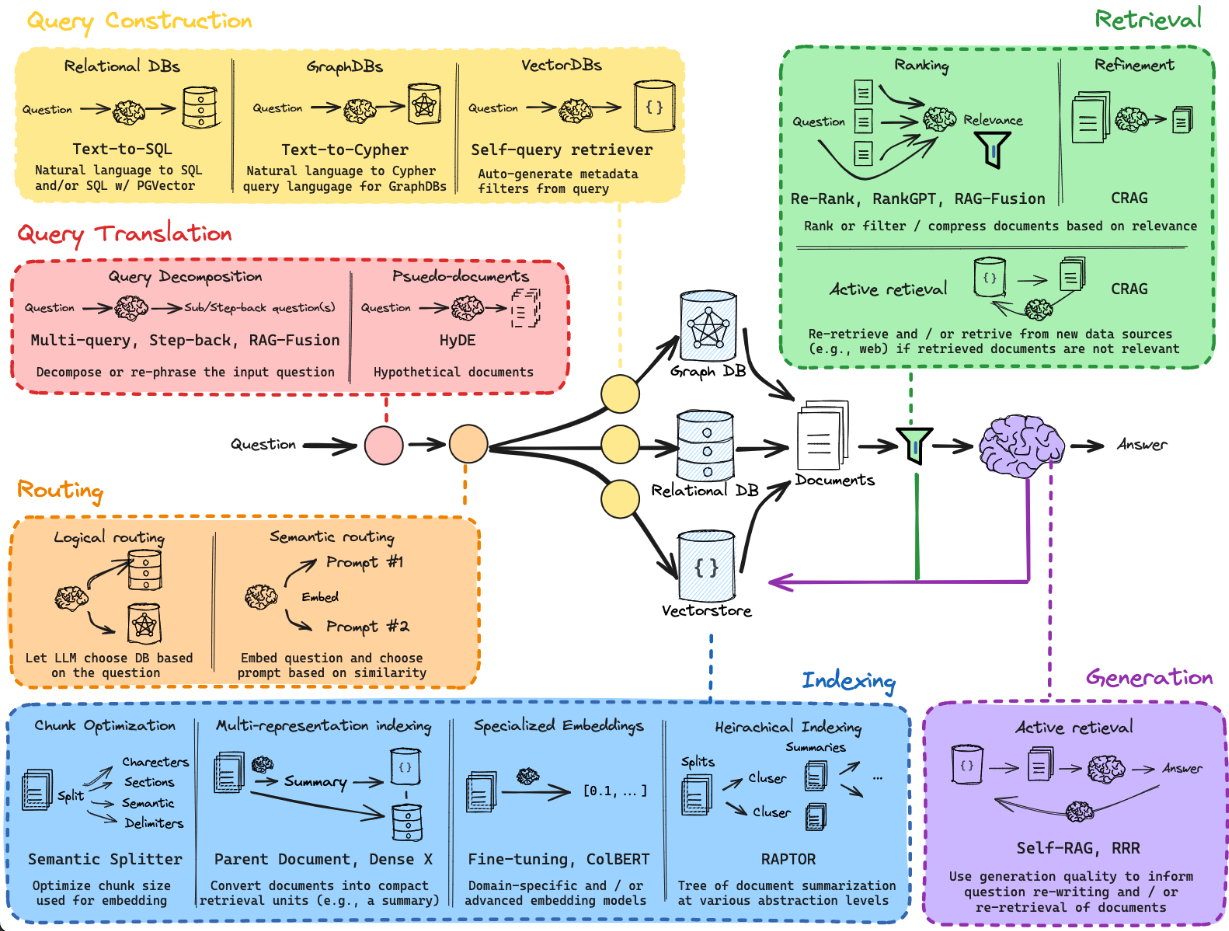 Query Construction
Relational DBs
Question
Text-to-SQL
Natural language to SQL
and/or SQL w/ PGVector
GraphDBs
Question
Text-to-Cypher
Natural language to Cypher
query langugage for GraphDBs
VectorDBs
Question
{}
Self-query retriever
Auto-generate metadata
filters from query
Retrieval
Ranking
Question
Relevance
Re-Rank, RankGPT, RAG-Fusion
Refinement
CRAG
Rank or filter / compress documents based on relevance
{}
Active retieval
CRAG
Re-retrieve and / or retrive from new data sources
(e.g., web) if retrieved documents are not relevant
Query Translation
Query Decomposition
Question
Sub/Step-back question(s)
Multi-query, Step-back, RAG-Fusion
Decompose or re-phrase the input question
Psuedo-documents
Question
HyDE
Hypothetical documents
Question
Graph DB
Relational DB
{}
Vectorstore
Documents
Answer
Routing
Logical routing
Let LLM choose DB based
on the question
Semantic routing
Prompt #1
Embed
Prompt #2
Embed question and choose
prompt based on similarity
Indexing
Chunk Optimization
Split
Charecters
Sections
Semantic
Delimiters
Semantic Splitter
Optimize chunk size
used for embedding
Multi-representation indexing
Summary
{}
Parent Document, Dense X
Convert documents into compact
retrieval units (e.g., a summary)
Specialized Embeddings
[0.1, ...]
Fine-tuning, ColBERT
Domain-specific and / or
advanced embedding models
Heirachical Indexing
Summaries
Splits
Cluser
Cluser
...
RAPTOR
Tree of document summarization
at various abstraction levels
Generation
Active retieval
{}
Answer
Self-RAG, RRR
Use generation quality to inform
question re-writing and / or
re-retrieval of documents